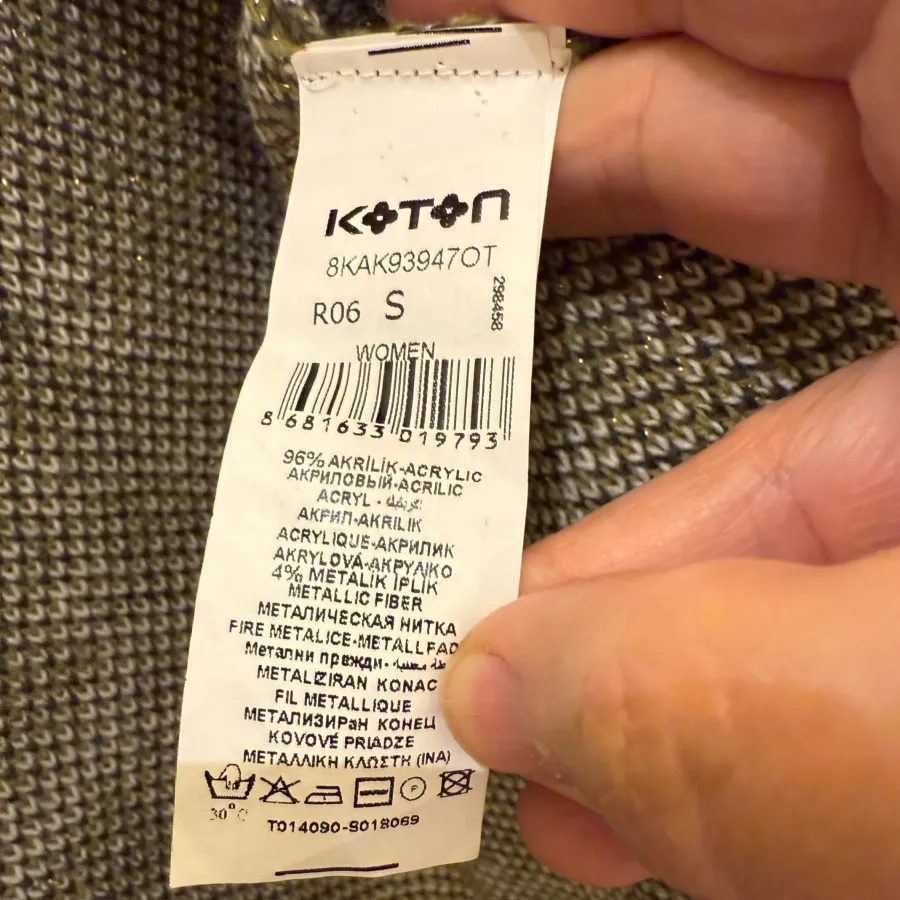 KOTON
8KAK93947OT
R06 S
298458
WOMEN
8 681633 019793
96% AKRİLİK-ACRYLIC
АКРИЛОВЫЙ-ACRILIC
ACRYL -
АКРИЛ-AKRILIK
ACRYLIQUE-АКРИЛИК
AKRYLOVÁ-ΑΚΡΥΛΙΚΟ
4% METALİK İPLİK
METALLIC FIBER
МЕТАЛИЧЕСКАЯ НИТКА
FIRE METALICE-METALLFAD
Метални прежди-
METALIZIRAN KONAC
FIL METALLIQUE
МЕТАЛИЗИРаН КОНЕЦ
KOVOVÉ PRIADZE
ΜΕΤΑΛΛΙΚΗ ΚΛΩΣΤΗ (INA)
30°C
P
T014090-S018069